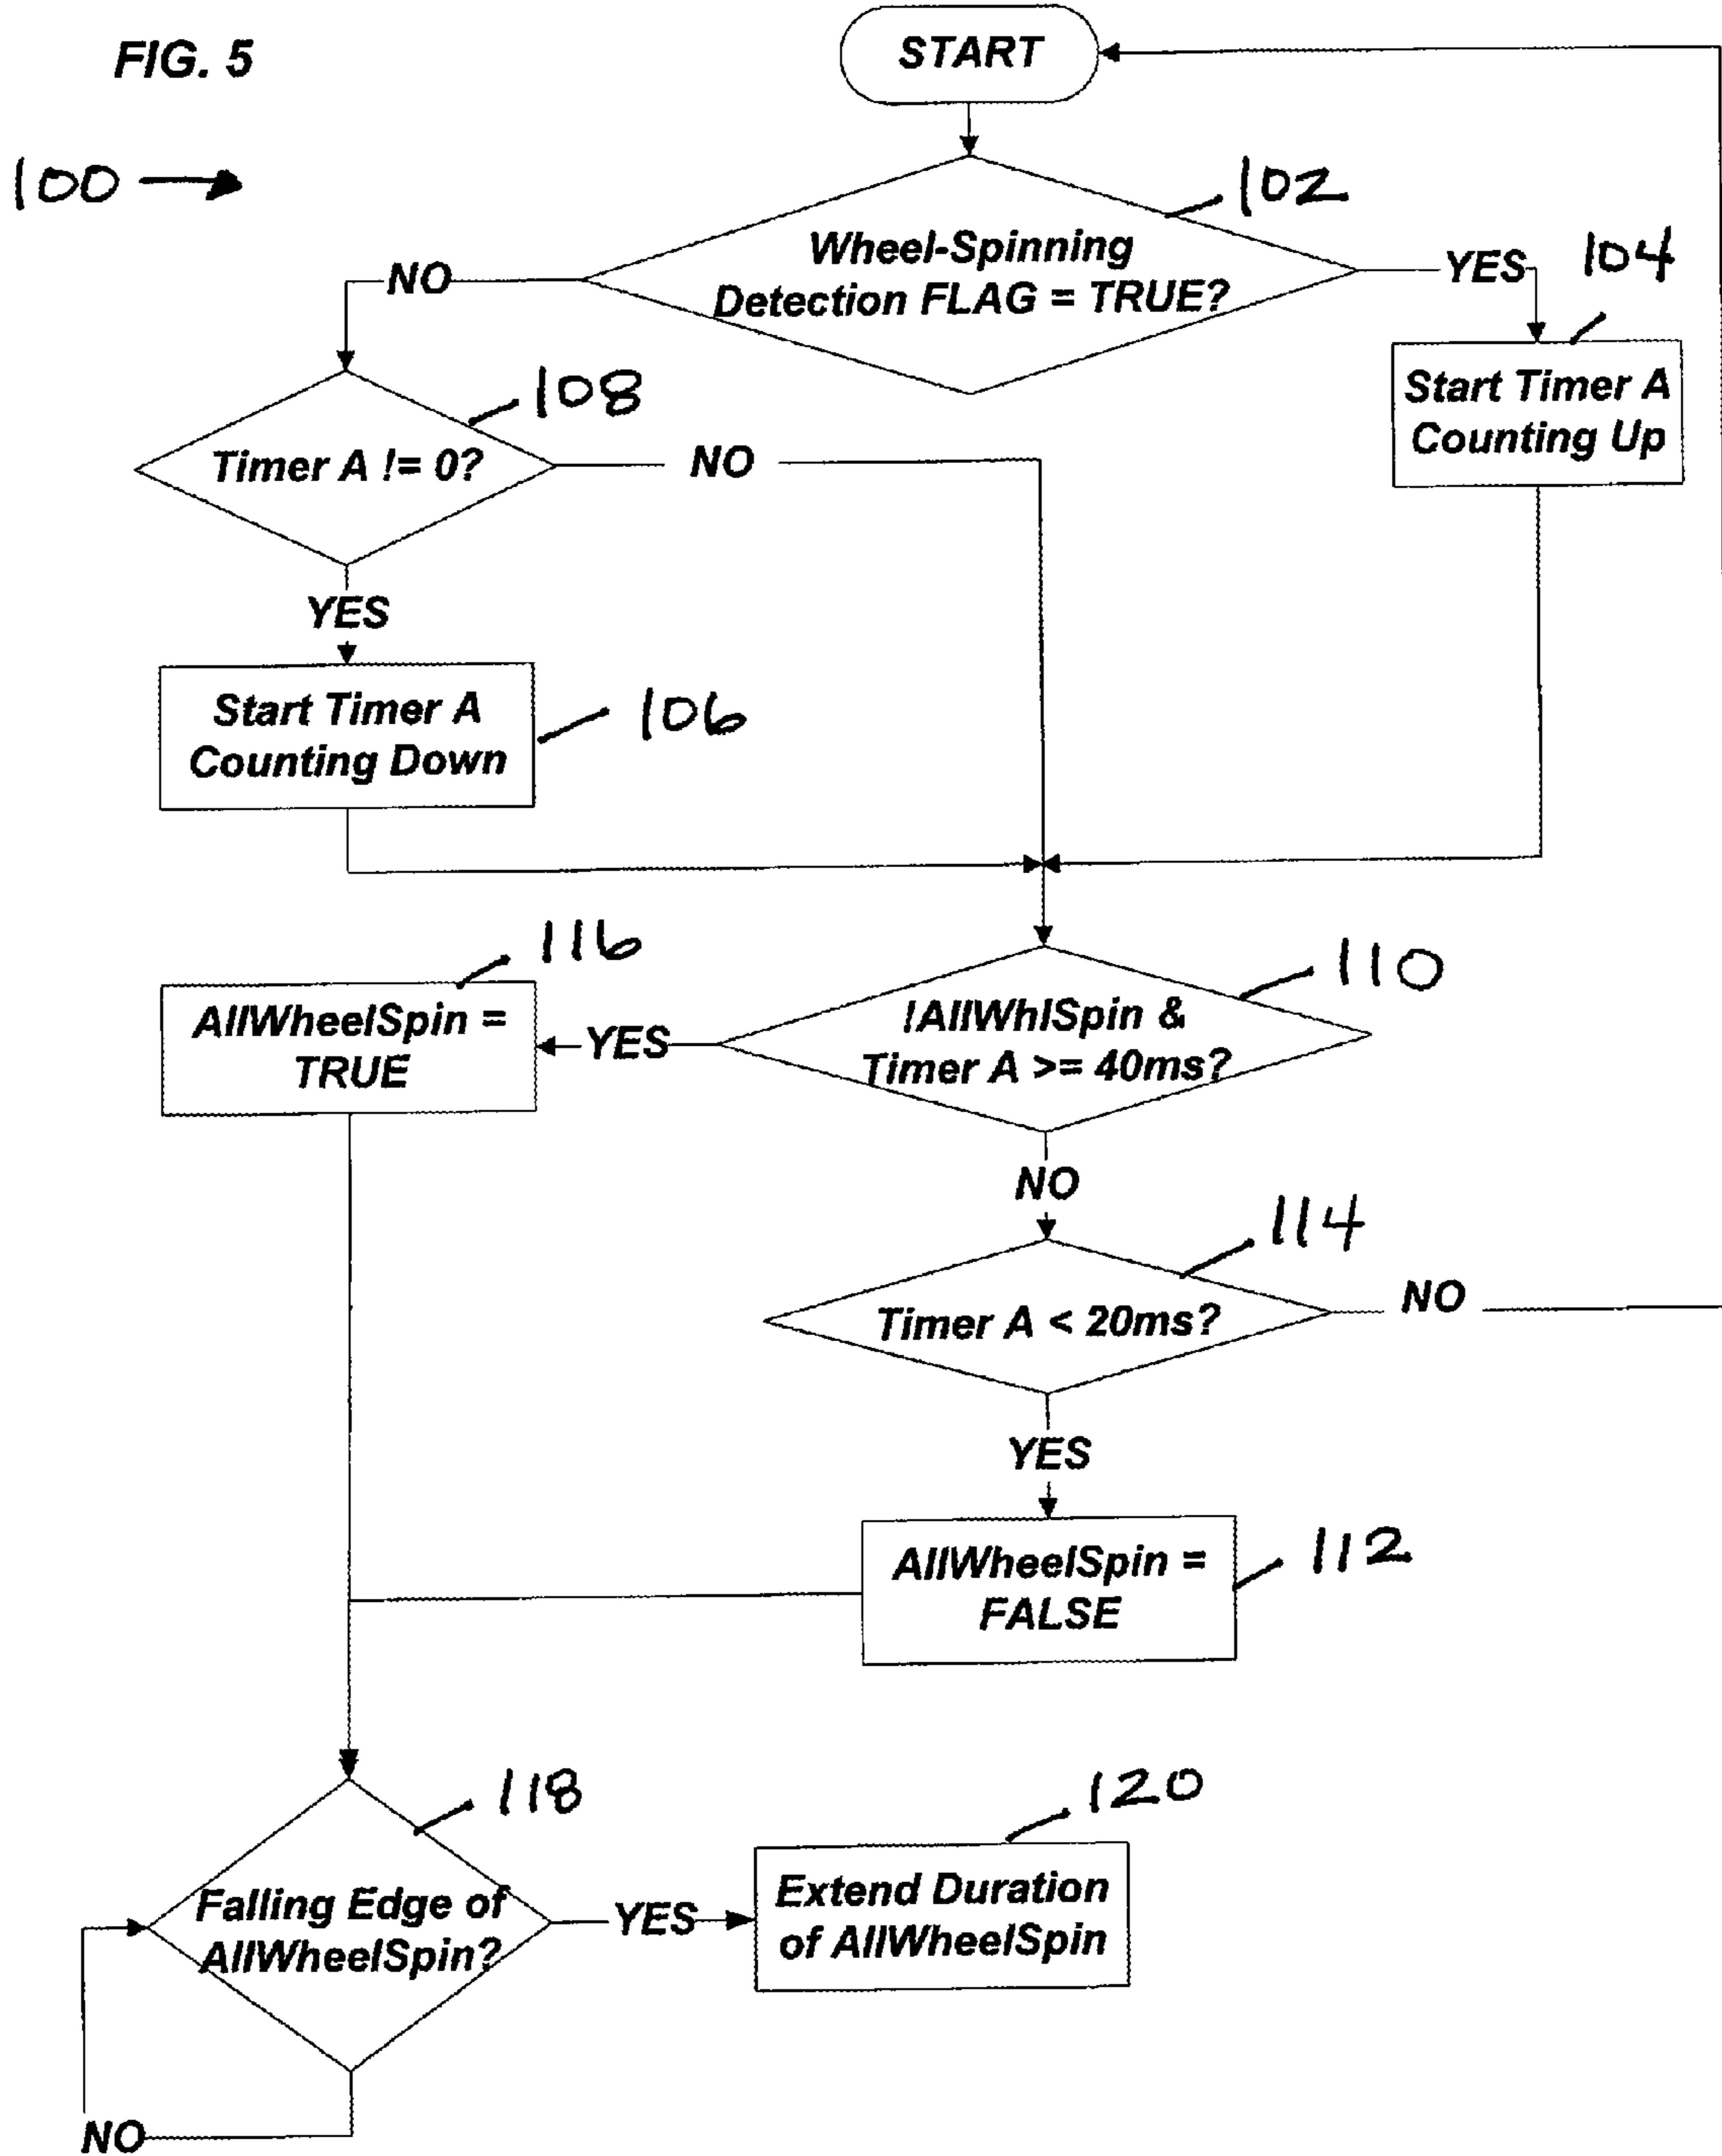 FIG. 5
START
100
102
Wheel-Spinning
Detection FLAG = TRUE?
NO
YES
104
Start Timer A
Counting Up
108
Timer A != 0?
NO
YES
Start Timer A
Counting Down
106
116
AllWheelSpin =
TRUE
YES
110
!AllWhlSpin &
Timer A >= 40ms?
NO
114
Timer A < 20ms?
NO
YES
AllWheelSpin =
FALSE
112
118
Falling Edge of
AllWheelSpin?
YES
120
Extend Duration
of AllWheelSpin
NO